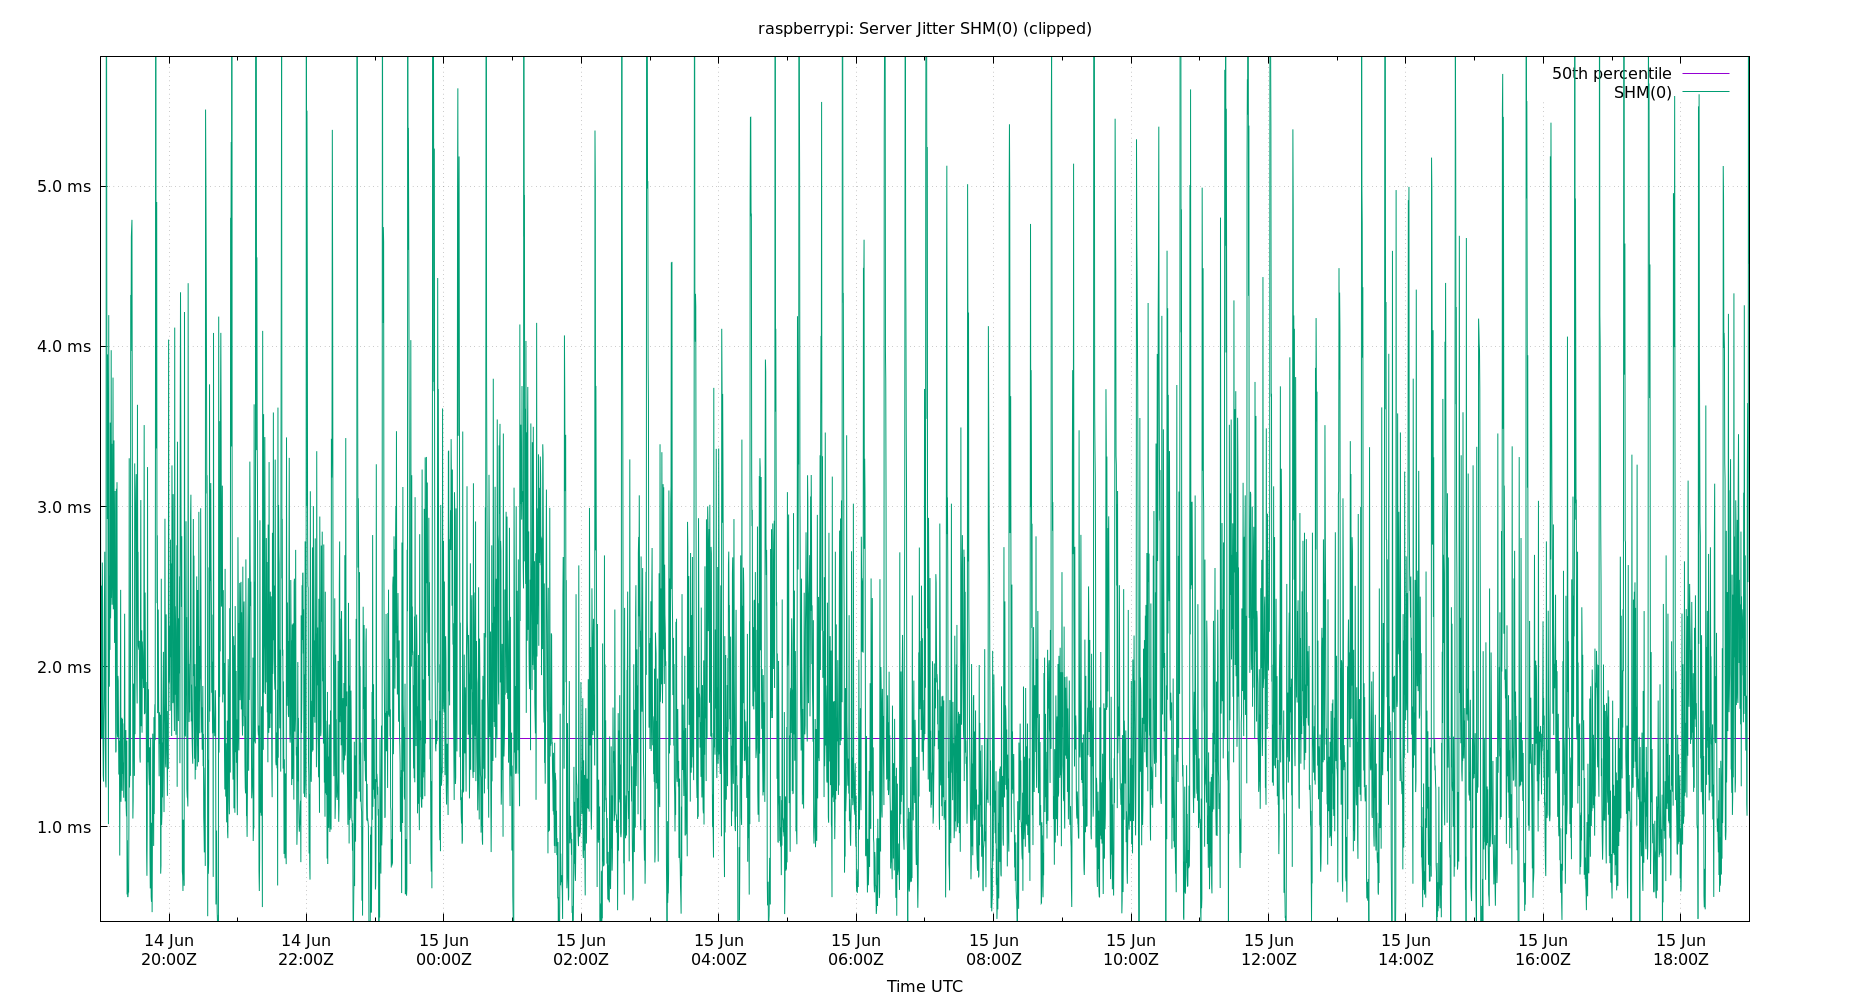 raspberrypi: Server Jitter SHM(0) (clipped)
50th percentile
SHM(0)
5.0 ms
4.0 ms
3.0 ms
2.0 ms
1.0 ms
14 Jun 14 Jun 15 Jun 15 Jun 15 Jun 15 Jun 15 Jun 15 Jun 15 Jun 15 Jun 15 Jun 15 Jun
20:00Z 22:00Z 00:00Z 02:00Z 04:00Z 06:00Z 08:00Z 10:00Z 12:00Z 14:00Z 16:00Z 18:00Z
Time UTC